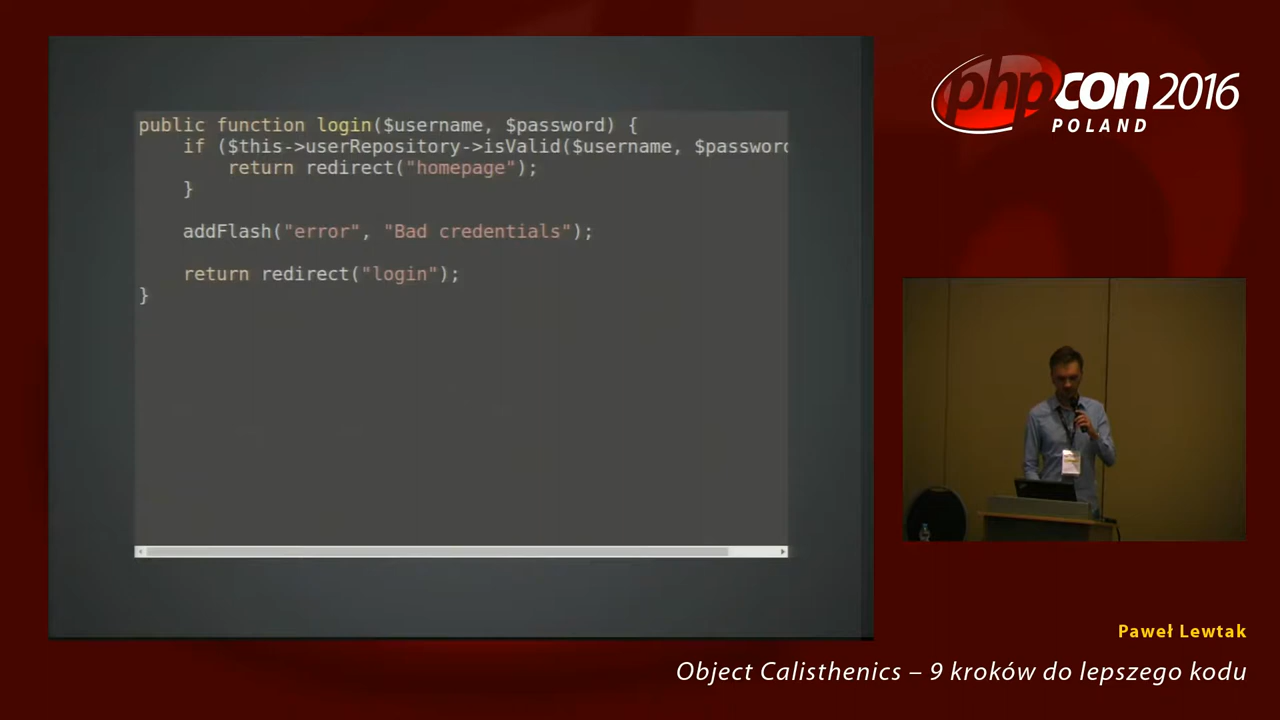 public function login($username, $password) {
if ($this->userRepository->isValid($username, $password
return redirect("homepage");
}
addFlash("error", "Bad credentials");
return redirect("login");
}
phpcon 2016
POLAND
Paweł Lewtak
Object Calisthenics – 9 kroków do lepszego kodu